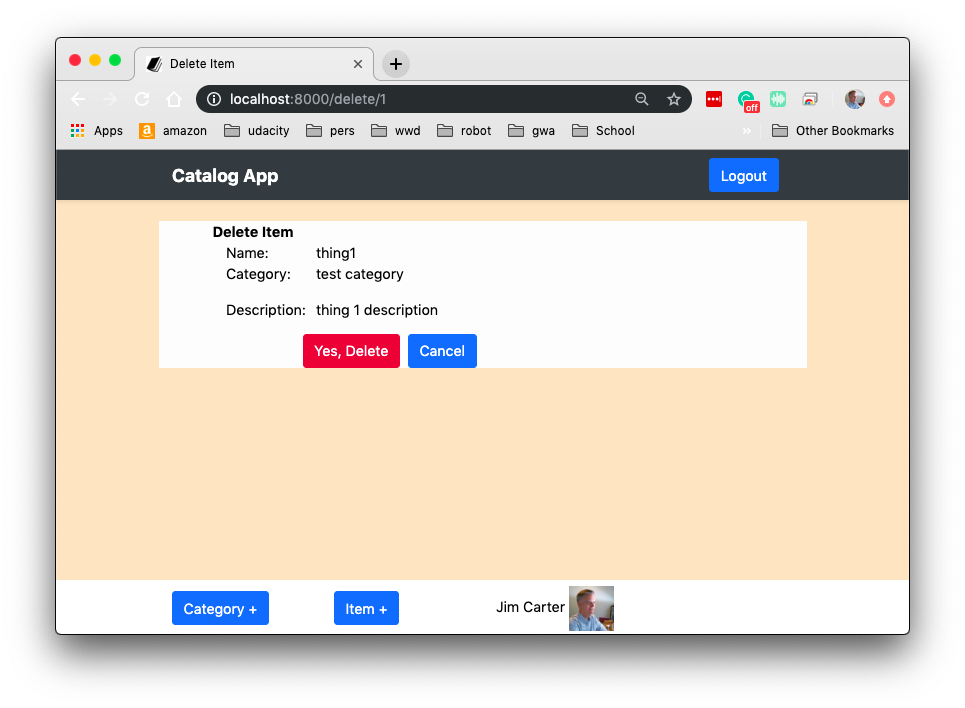 Delete Item
localhost:8000/delete/1
off
Apps
a amazon
udacity
pers
wwd
robot
gwa
School
»
Other Bookmarks
Catalog App
Logout
Delete Item
Name: thing1
Category: test category
Description: thing 1 description
Yes, Delete
Cancel
Category +
Item +
Jim Carter